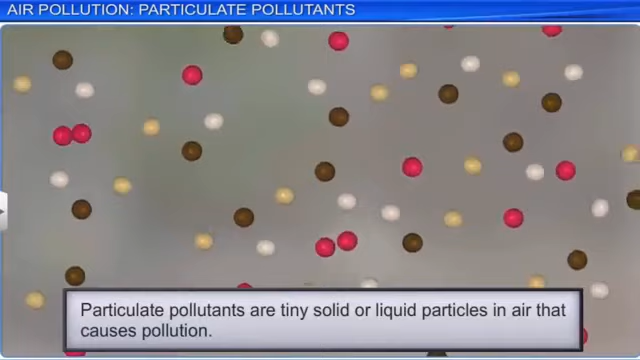 AIR POLLUTION: PARTICULATE POLLUTANTS
Particulate pollutants are tiny solid or liquid particles in air that
causes pollution.